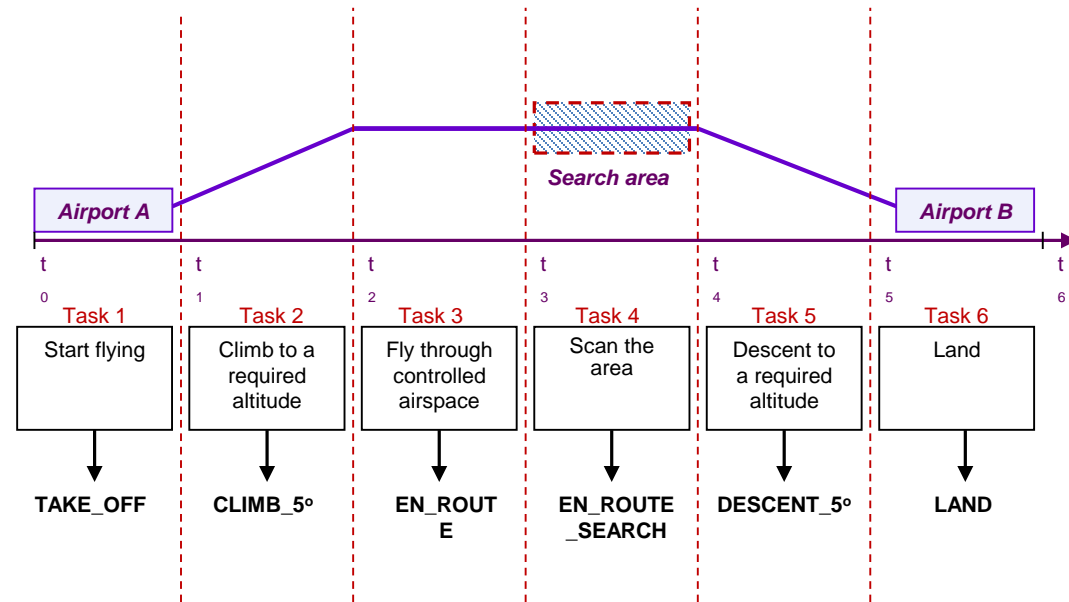 Search area
Airport A
Airport B
t t t t t t t
0 1 2 3 4 5 6
Task 1 Task 2 Task 3 Task 4 Task 5 Task 6
Start flying
Climb to a
required
altitude
Fly through
controlled
airspace
Scan the
area
Descent to
a required
altitude
Land
TAKE_OFF
CLIMB_5º
EN_ROUT
E
EN_ROUTE
_SEARCH
DESCENT_5º
LAND